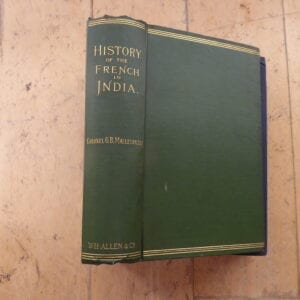 HISTORY
OF THE
FRENCH
IN
INDIA.
COLONEL G. B. MALLESON, C.S.I.
W. H. ALLEN & Co